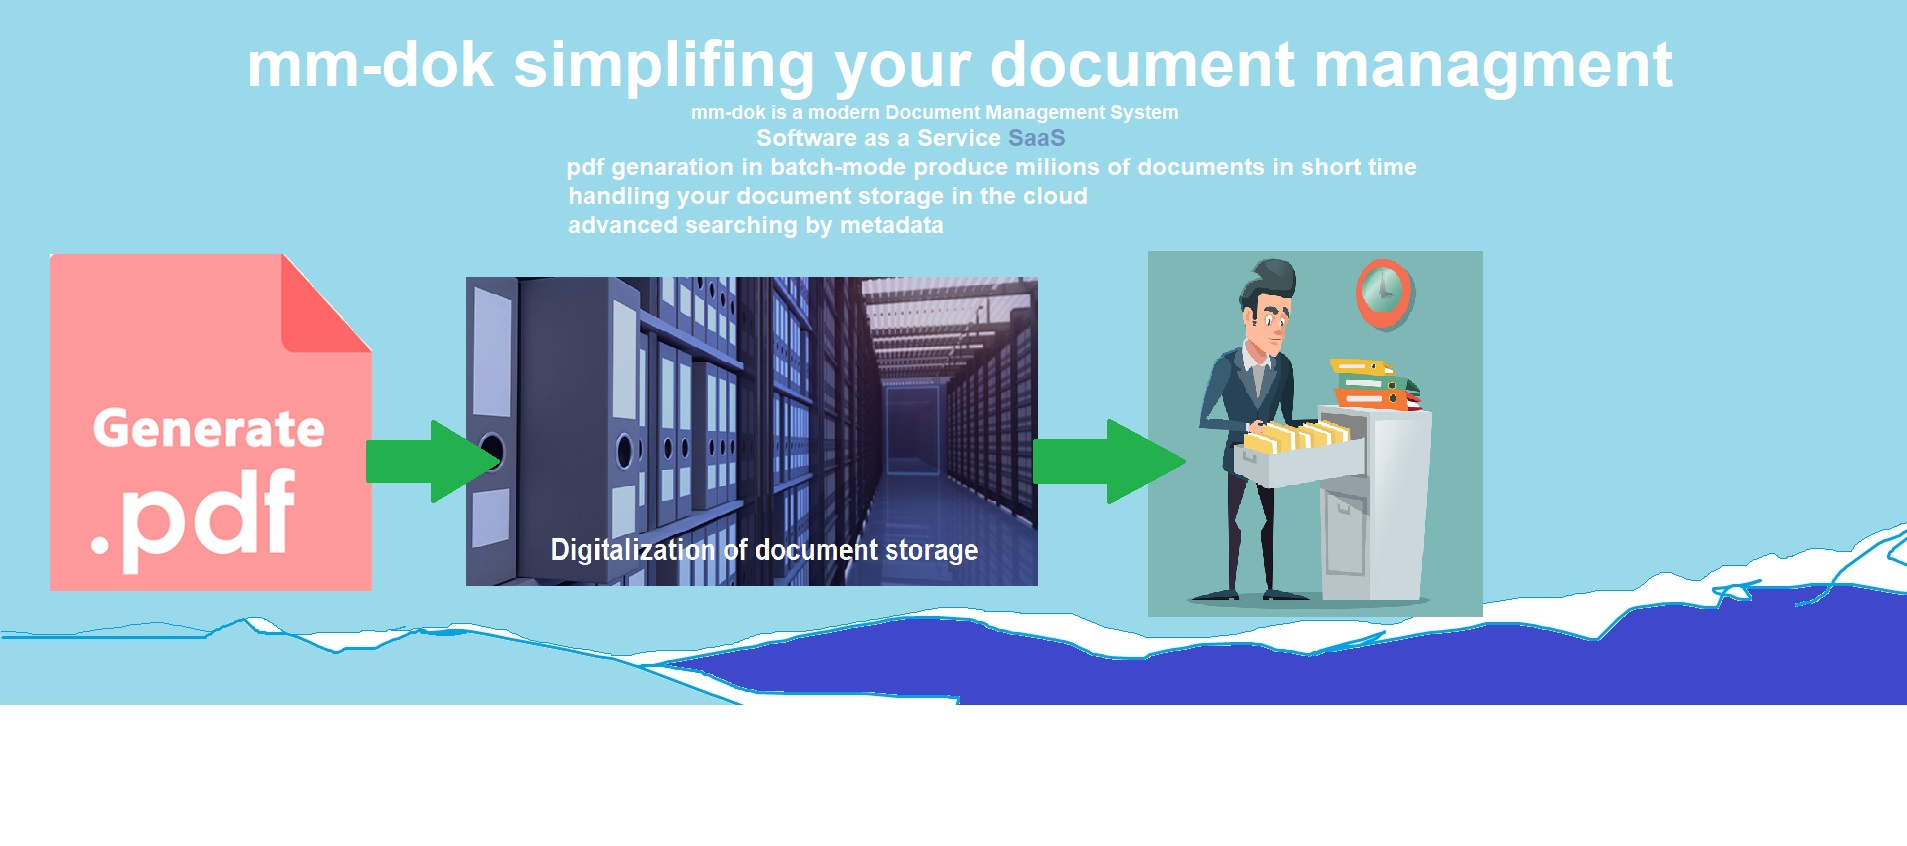 mm-dok simplifing your document managment
mm-dok is a modern Document Management System
Software as a Service SaaS
pdf genaration in batch-mode produce milions of documents in short time
handling your document storage in the cloud
advanced searching by metadata
Generate
.pdf
Digitalization of document storage